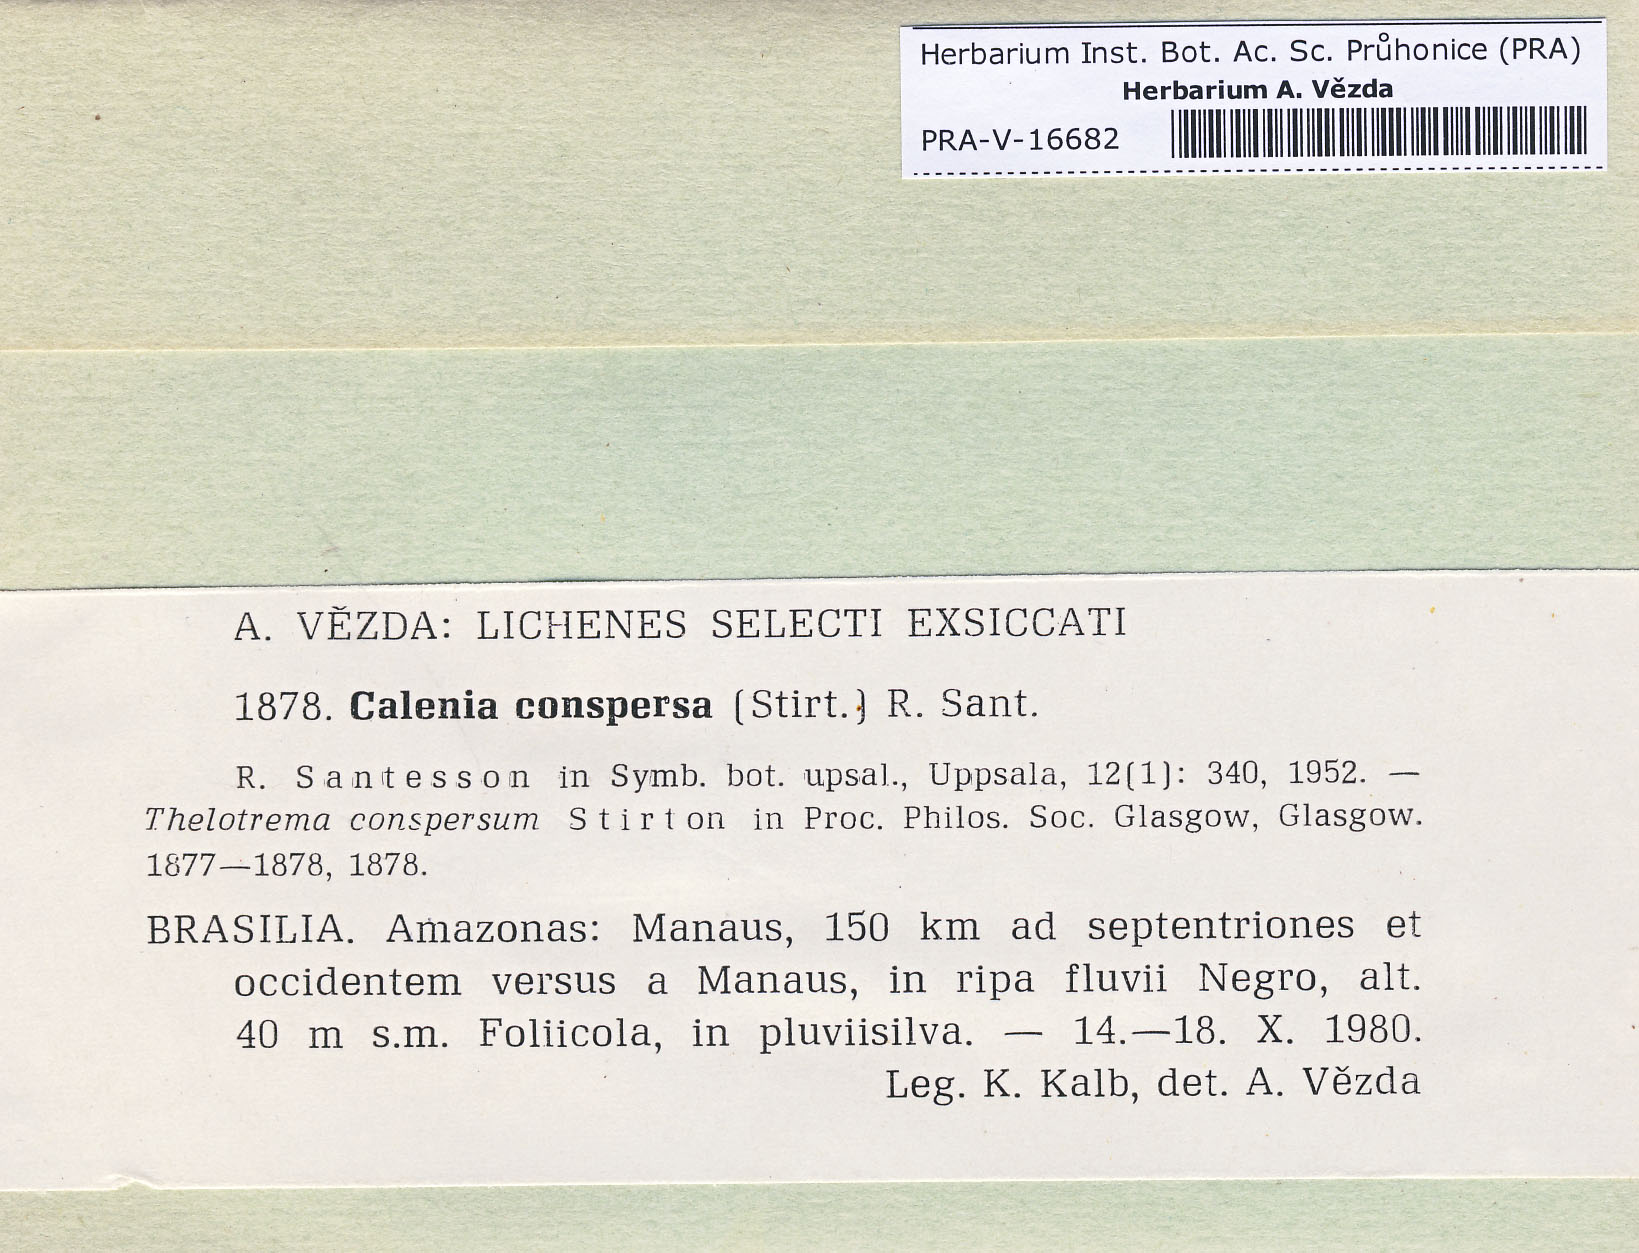 Herbarium Inst. Bot. Ac. Sc. Průhonice (PRA)
Herbarium A. Vězda
PRA-V-16682
A. VĚZDA: LICHENES SELECTI EXSICCATI
1878. Calenia conspersa (Stirt.) R. Sant.
R. Santesson in Symb. bot. upsal., Uppsala, 12(1): 340, 1952. —
Thelotrema conspersum Stirton in Proc. Philos. Soc. Glasgow, Glasgow.
1877—1878, 1878.
BRASILIA. Amazonas: Manaus, 150 km ad septentriones et
occidentem versus a Manaus, in ripa fluvii Negro, alt.
40 m s.m. Foliicola, in pluviisilva. — 14.—18. X. 1980.
Leg. K. Kalb, det. A. Vězda